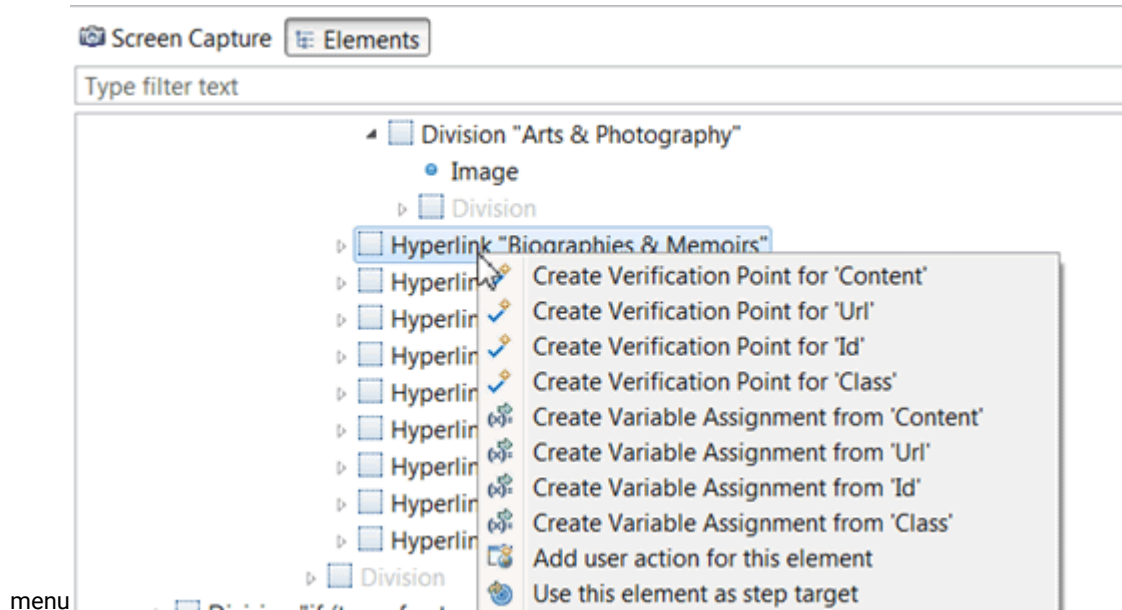 Screen Capture Elements
Type filter text
Division "Arts & Photography"
Image
Division
Hyperlink "Biographies & Memoirs"
Create Verification Point for 'Content'
Create Verification Point for 'Url'
Create Verification Point for 'Id'
Create Verification Point for 'Class'
Create Variable Assignment from 'Content'
Create Variable Assignment from 'Url'
Create Variable Assignment from 'Id'
Create Variable Assignment from 'Class'
Add user action for this element
Use this element as step target
Hyperlin
Hyperlin
Hyperlin
Hyperlin
Hyperlin
Hyperlin
Hyperlin
Hyperlin
Division
menu